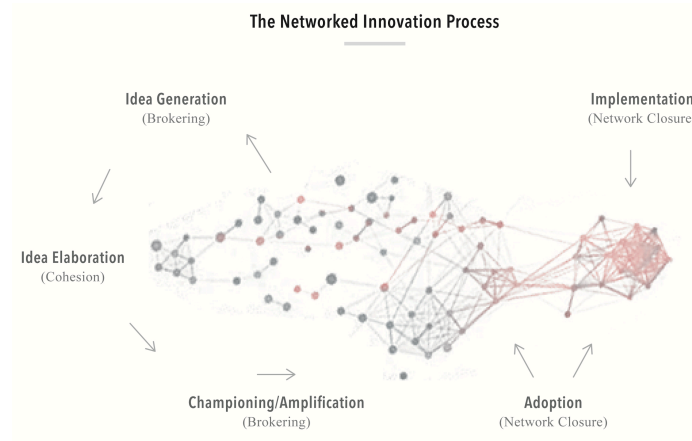 The Networked Innovation Process
Idea Generation
(Brokering)
Implementation
(Network Closure
Idea Elaboration
(Cohesion)
Championing/Amplification
(Brokering)
Adoption
(Network Closure)